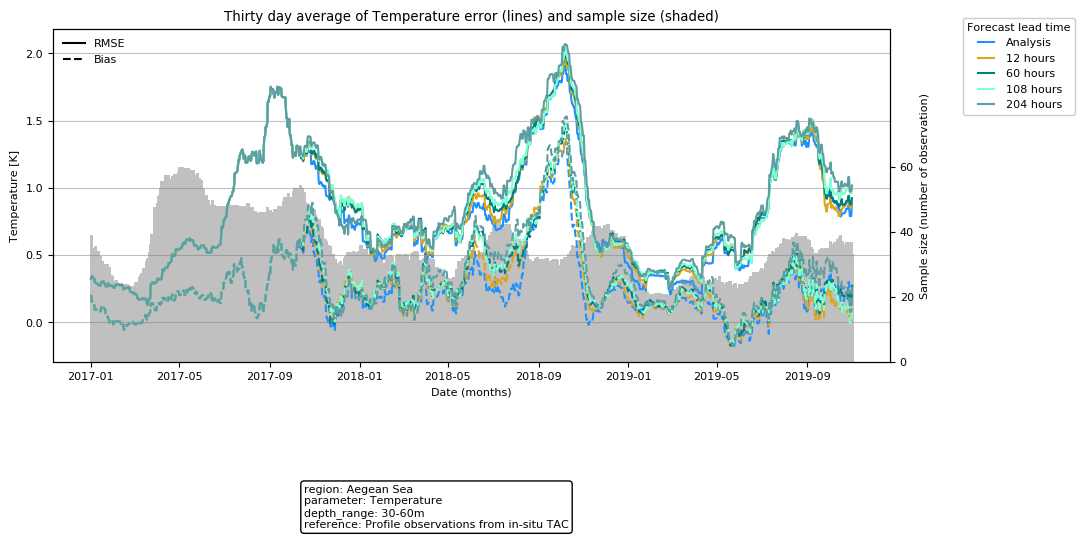 Thirty day average of Temperature error (lines) and sample size (shaded)
RMSE
Bias
Forecast lead time
Analysis
12 hours
60 hours
108 hours
204 hours
Temperature [K]
2.0
1.5
1.0
0.5
0.0
Sample size (number of observation)
60
40
20
0
2017-01
2017-05
2017-09
2018-01
2018-05
2018-09
2019-01
2019-05
2019-09
Date (months)
region: Aegean Sea
parameter: Temperature
depth_range: 30-60m
reference: Profile observations from in-situ TAC